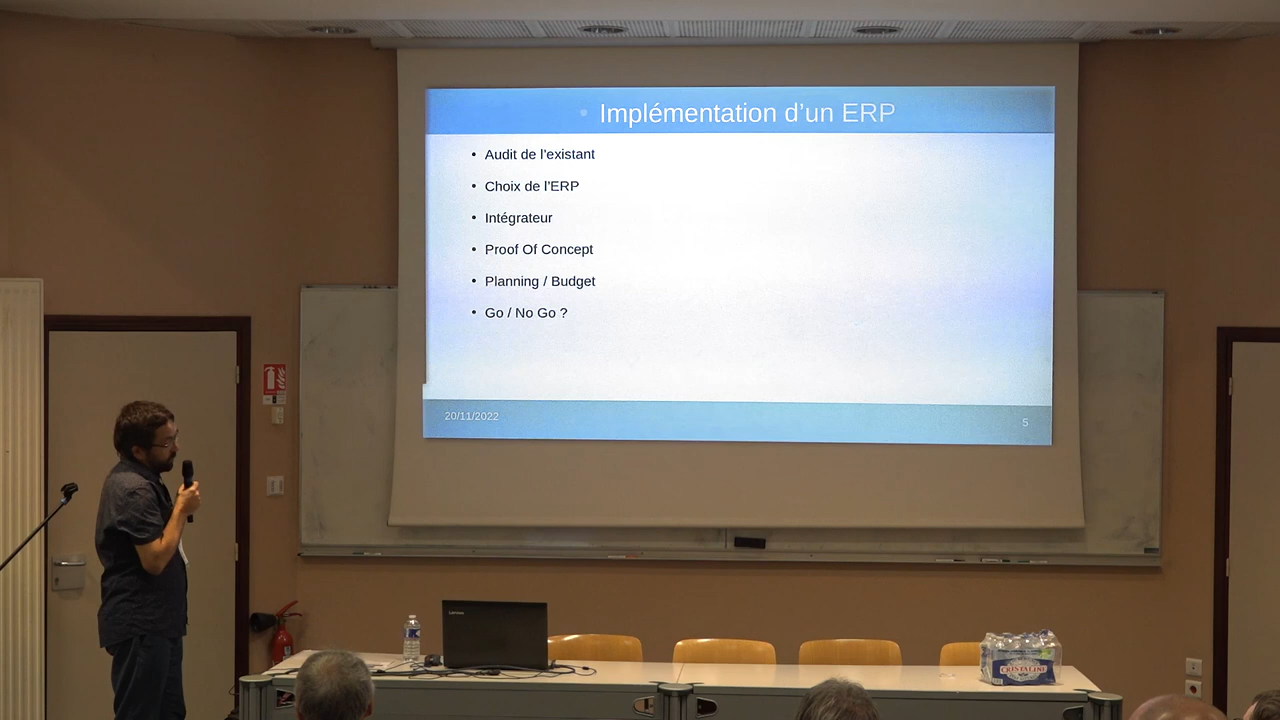 • Implémentation d’un ERP
• Audit de l’existant
• Choix de l’ERP
• Intégrateur
• Proof Of Concept
• Planning / Budget
• Go / No Go ?
20/11/2022
5
Lenovo
CRISTALINE